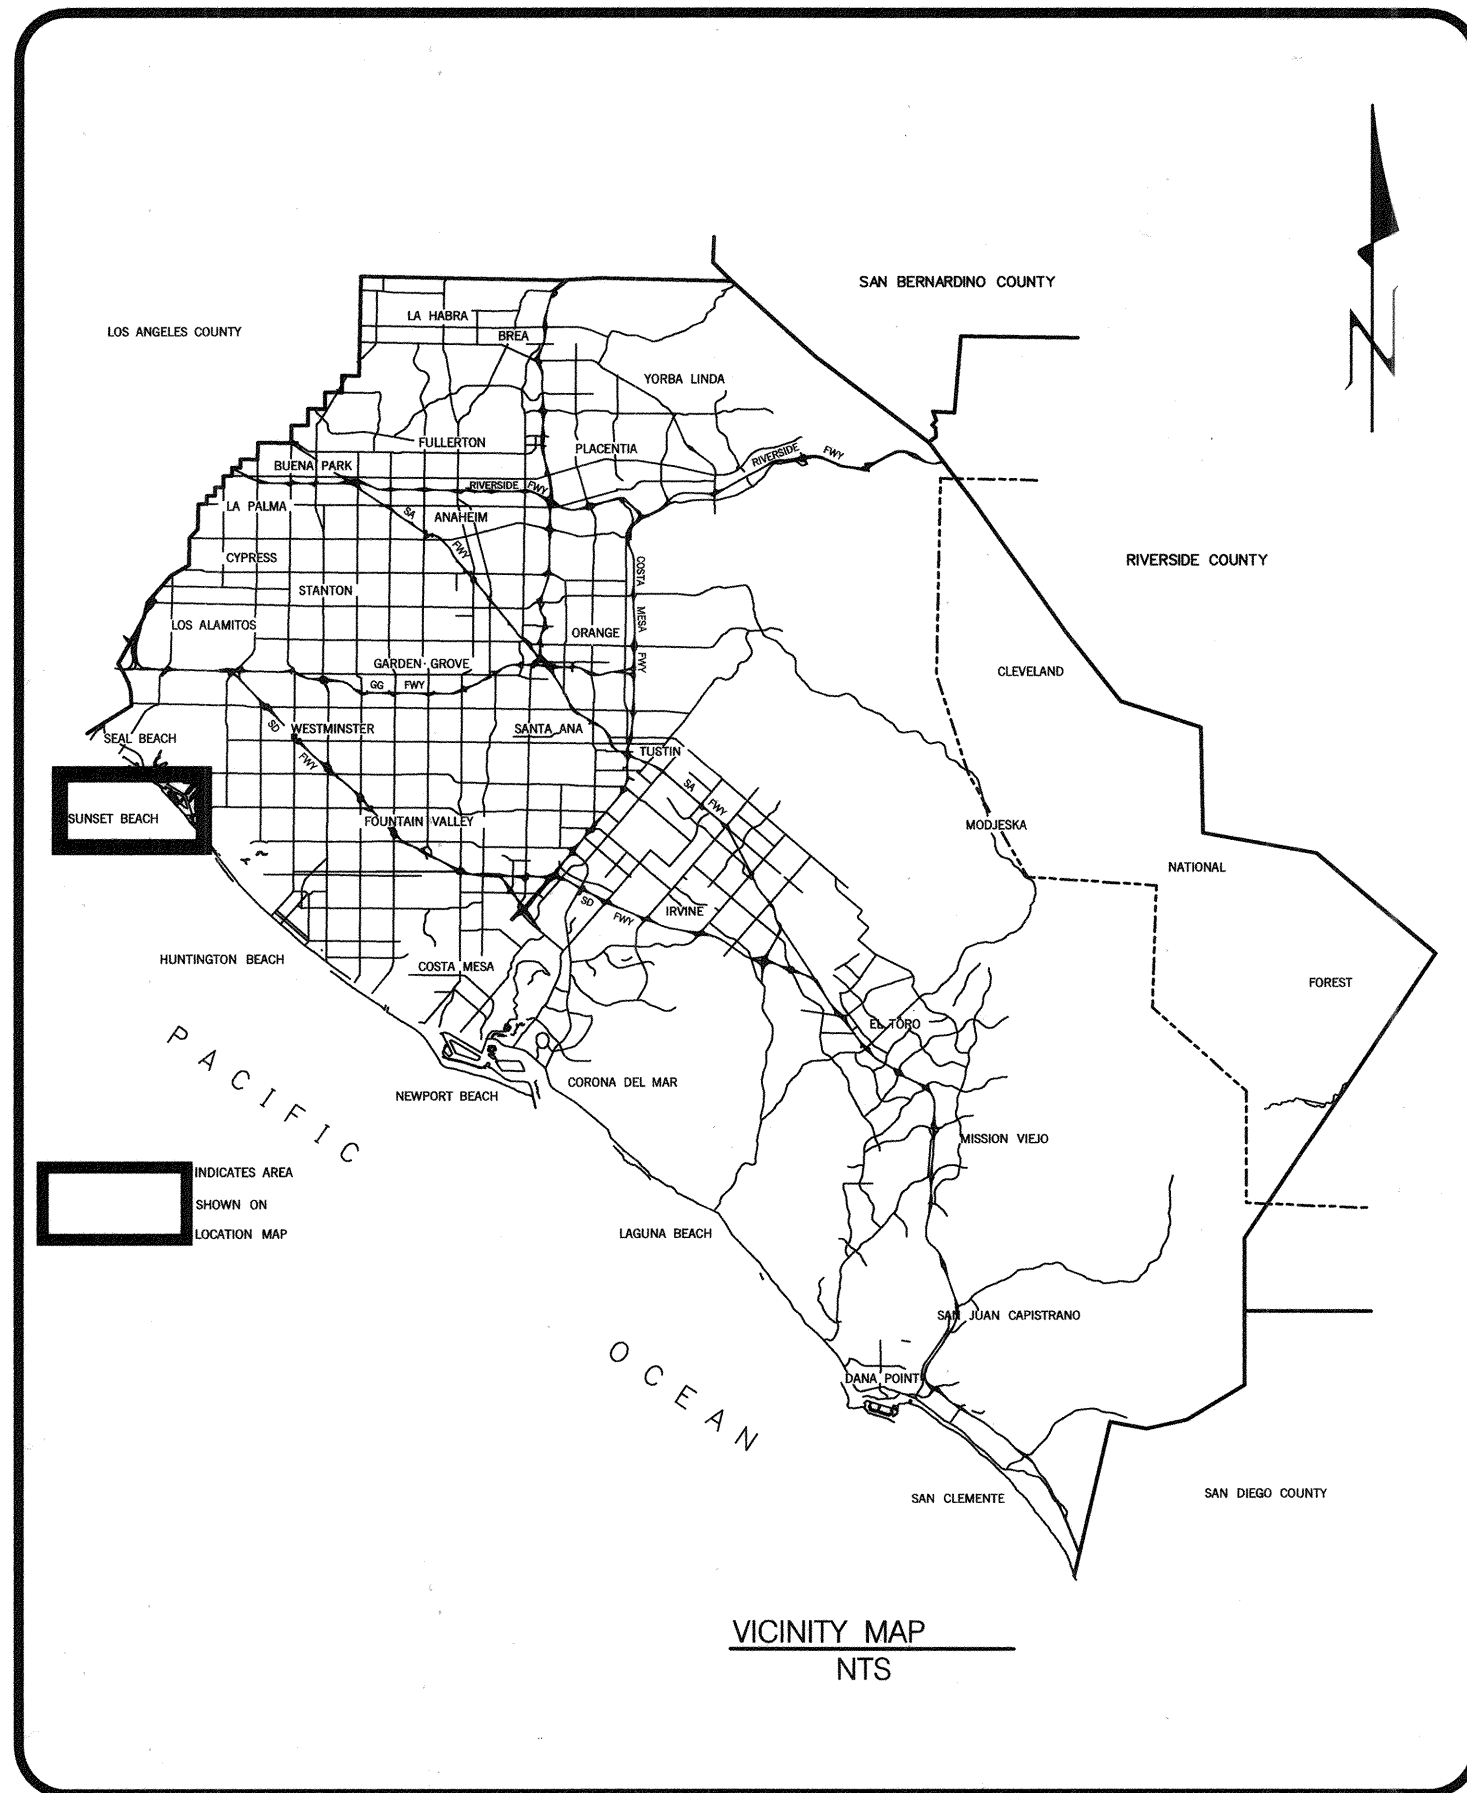 SAN BERNARDINO COUNTY
LOS ANGELES COUNTY
LA HABRA
BREA
YORBA LINDA
FULLERTON
PLACENTIA
RIVERSIDE FWY
BUENA PARK
RIVERSIDE FWY
LA PALMA
SA FWY
ANAHEIM
CYPRESS
COSTA MESA FWY
RIVERSIDE COUNTY
STANTON
LOS ALAMITOS
ORANGE
GARDEN GROVE
CLEVELAND
GG FWY
SD FWY
WESTMINSTER
SANTA ANA
SEAL BEACH
TUSTIN
SA FWY
SUNSET BEACH
FOUNTAIN VALLEY
MODJESKA
NATIONAL
SD FWY
IRVINE
HUNTINGTON BEACH
COSTA MESA
FOREST
EL TORO
PACIFIC
CORONA DEL MAR
NEWPORT BEACH
MISSION VIEJO
INDICATES AREA
SHOWN ON
LOCATION MAP
LAGUNA BEACH
SAN JUAN CAPISTRANO
OCEAN
DANA POINT
SAN CLEMENTE
SAN DIEGO COUNTY
VICINITY MAP
NTS